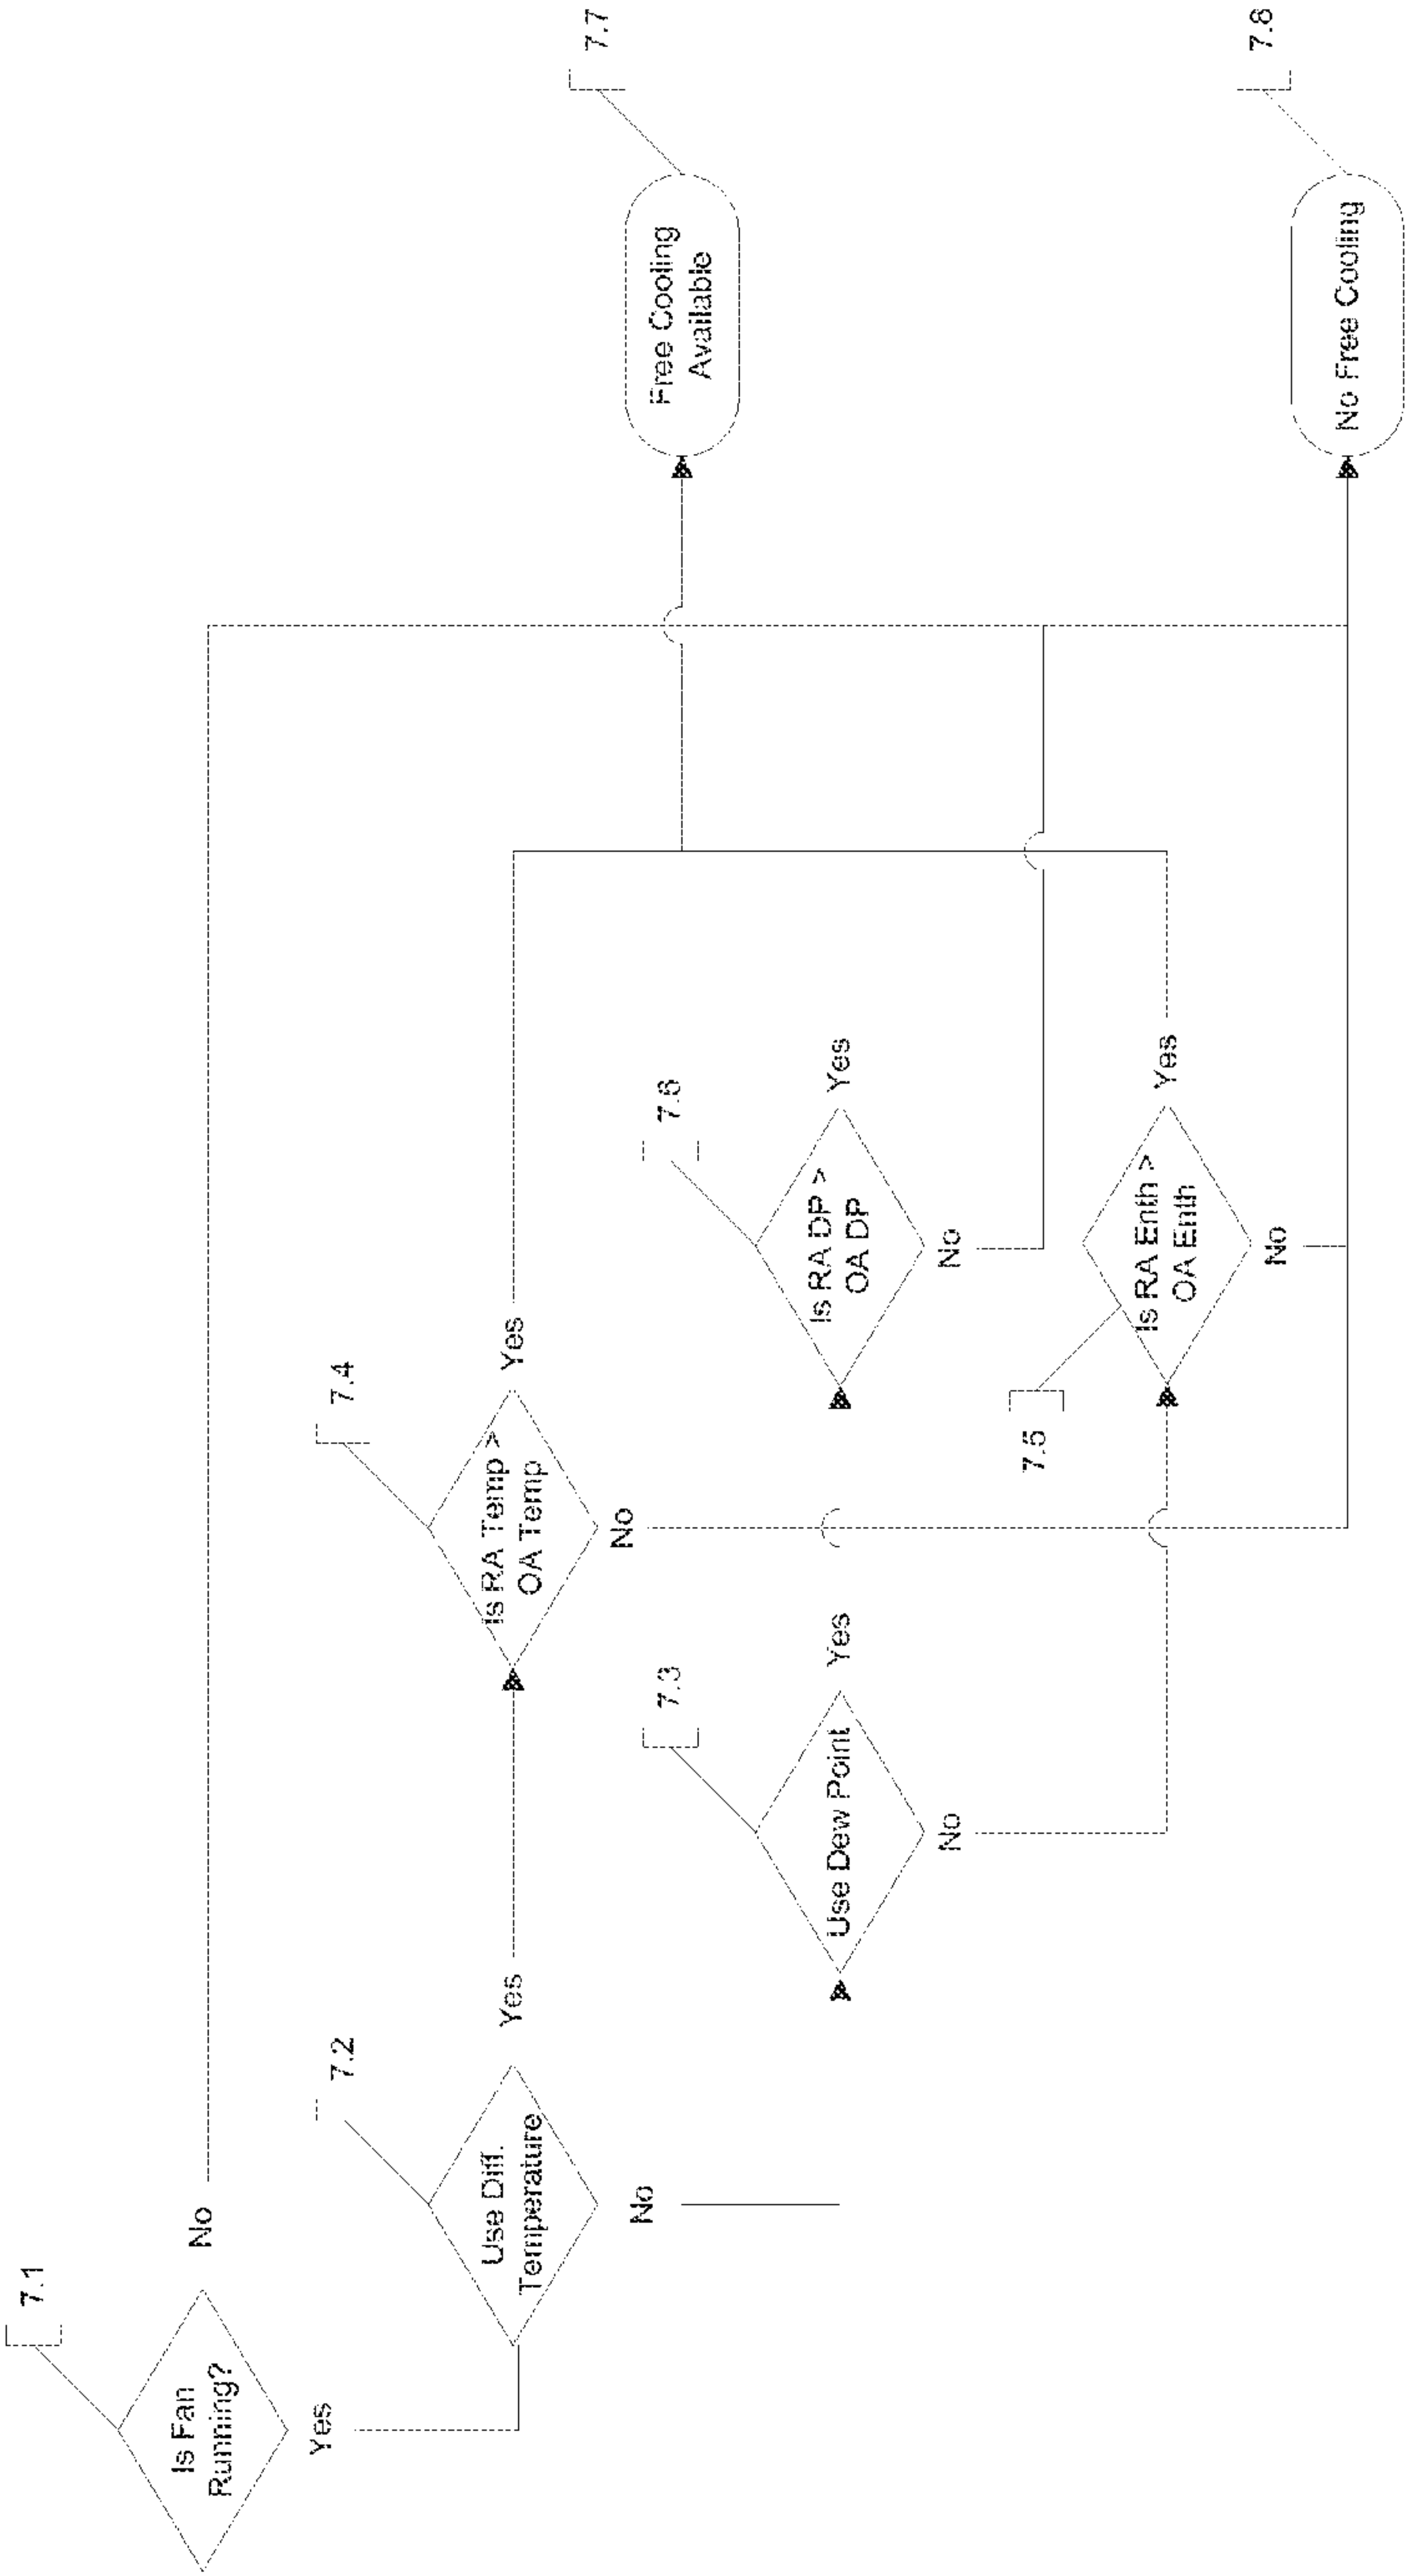 7.1
Is Fan
Running?
No
Yes
7.2
Use Diff.
Temperature
Yes
No
7.3
Use Dew Point
Yes
No
7.4
Is RA Temp >
OA Temp
Yes
No
7.5
Is RA Enth >
OA Enth
Yes
No
7.6
Is RA DP >
OA DP
Yes
No
7.7
Free Cooling
Available
7.8
No Free Cooling